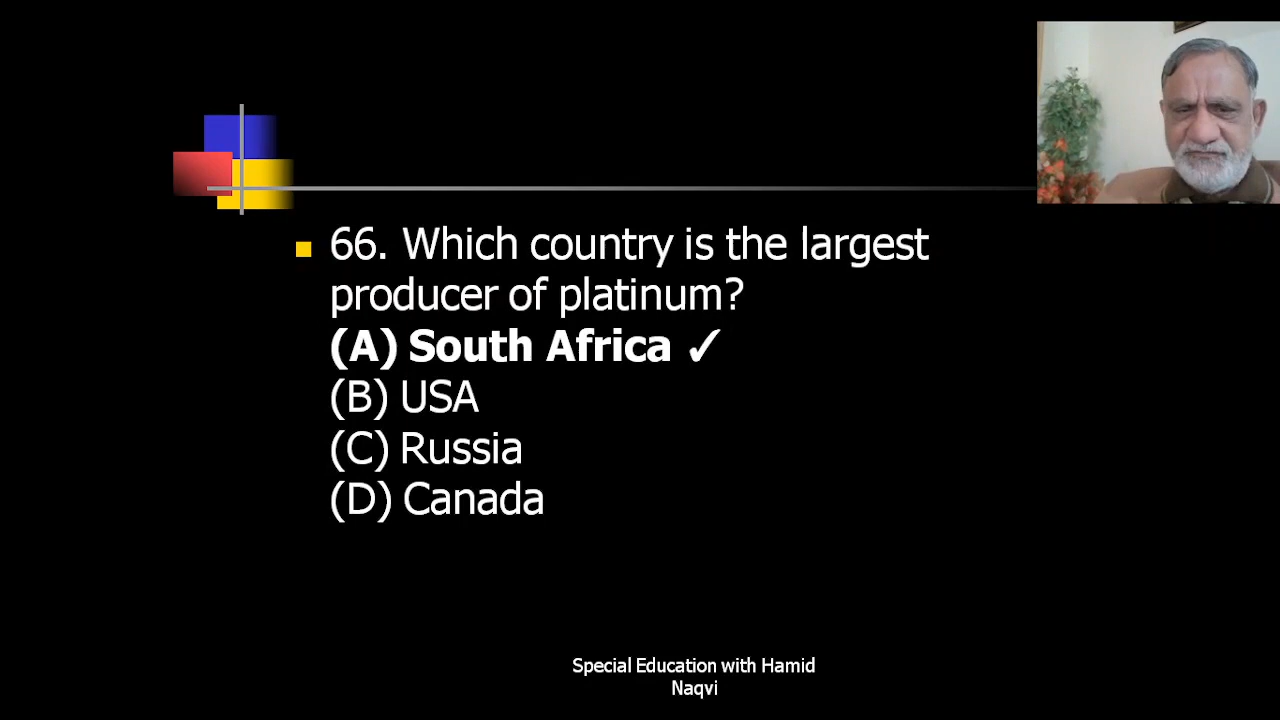 66. Which country is the largest
producer of platinum?
(A) South Africa ✓
(B) USA
(C) Russia
(D) Canada
Special Education with Hamid
Naqvi